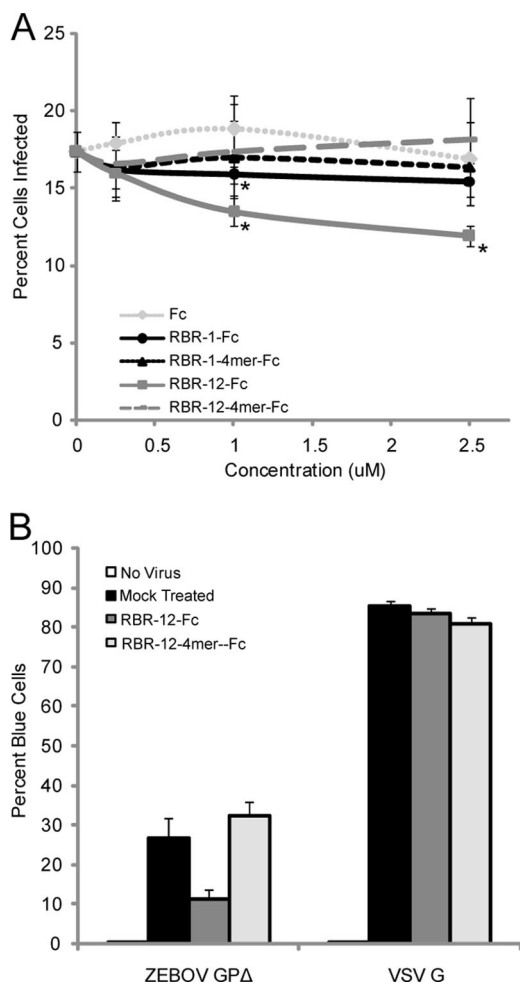 A
Percent Cells Infected
25
20
15
10
5
0
*
*
*
Fc
RBR-1-Fc
RBR-1-4mer-Fc
RBR-12-Fc
RBR-12-4mer-Fc
0 0.5 1 1.5 2 2.5
Concentration (uM)
B
Percent Blue Cells
100
90
80
70
60
50
40
30
20
10
0
No Virus
Mock Treated
RBR-12-Fc
RBR-12-4mer--Fc
ZEBOV GPΔ VSV G